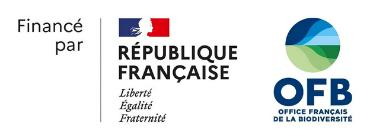 Financé
par
RÉPUBLIQUE
FRANÇAISE
Liberté
Égalité
Fraternité
OFB
OFFICE FRANÇAIS
DE LA BIODIVERSITÉ